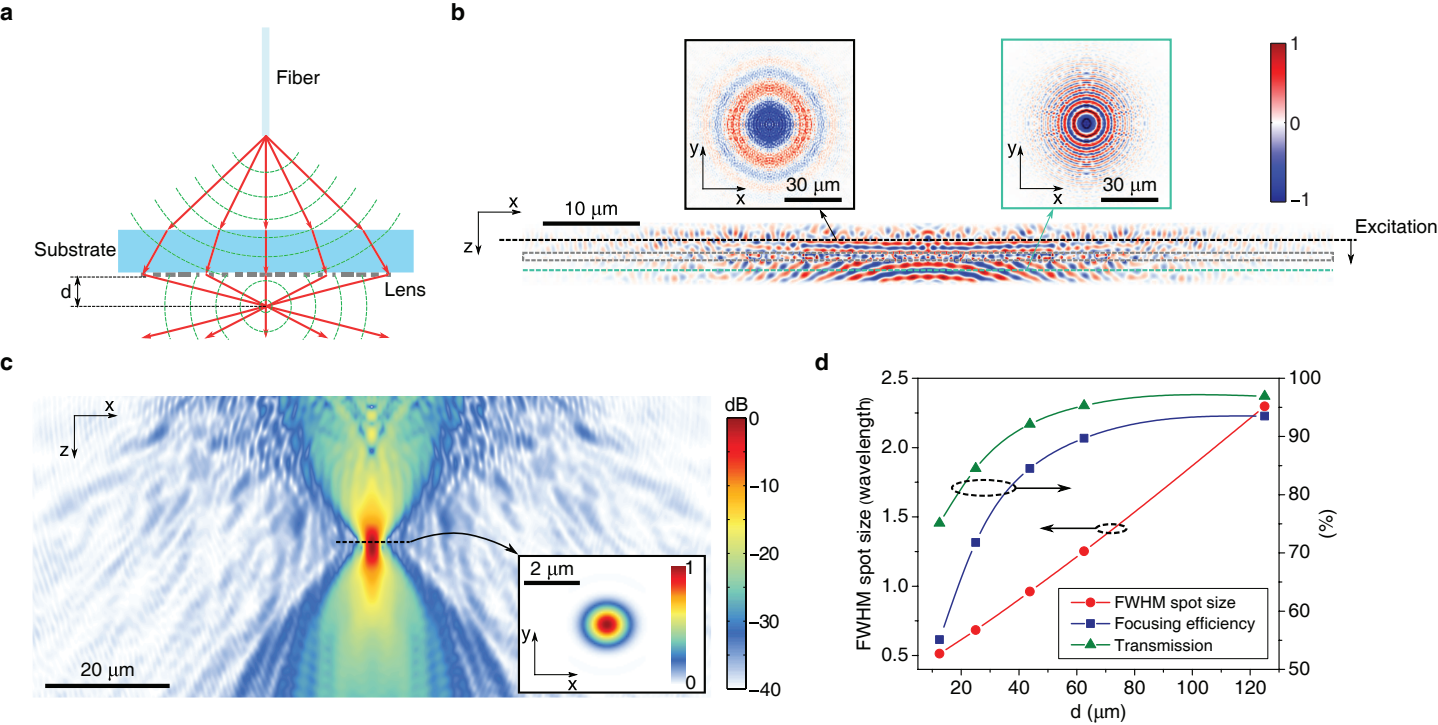 a
Fiber
Substrate
d
Lens
b
y
x
30 μm
y
x
30 μm
1
0
−1
x
z
10 μm
Excitation
c
x
z
20 μm
2 μm
y
x
1
0
dB
0
−10
−20
−30
−40
d
FWHM spot size (wavelength)
2.5
2.0
1.5
1.0
0.5
100
90
80
70
60
50
(%)
FWHM spot size
Focusing efficiency
Transmission
20 40 60 80 100 120
d (μm)